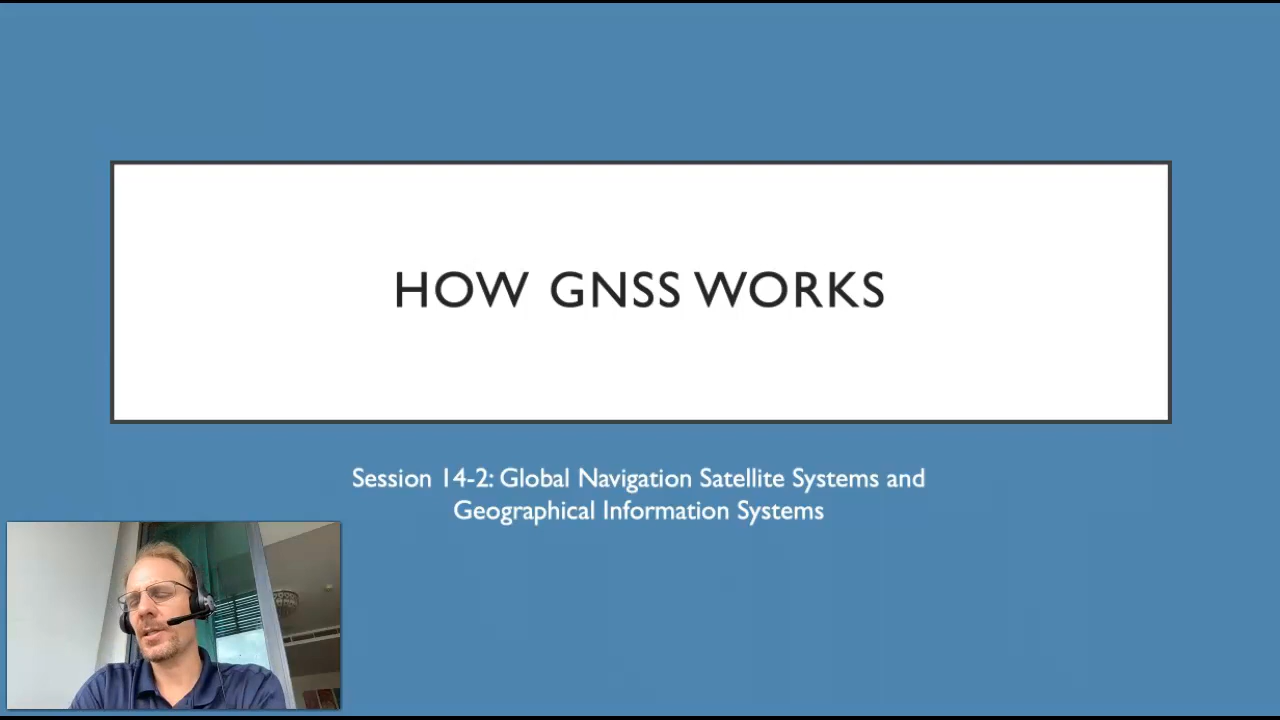 HOW GNSS WORKS
Session 14-2: Global Navigation Satellite Systems and
Geographical Information Systems